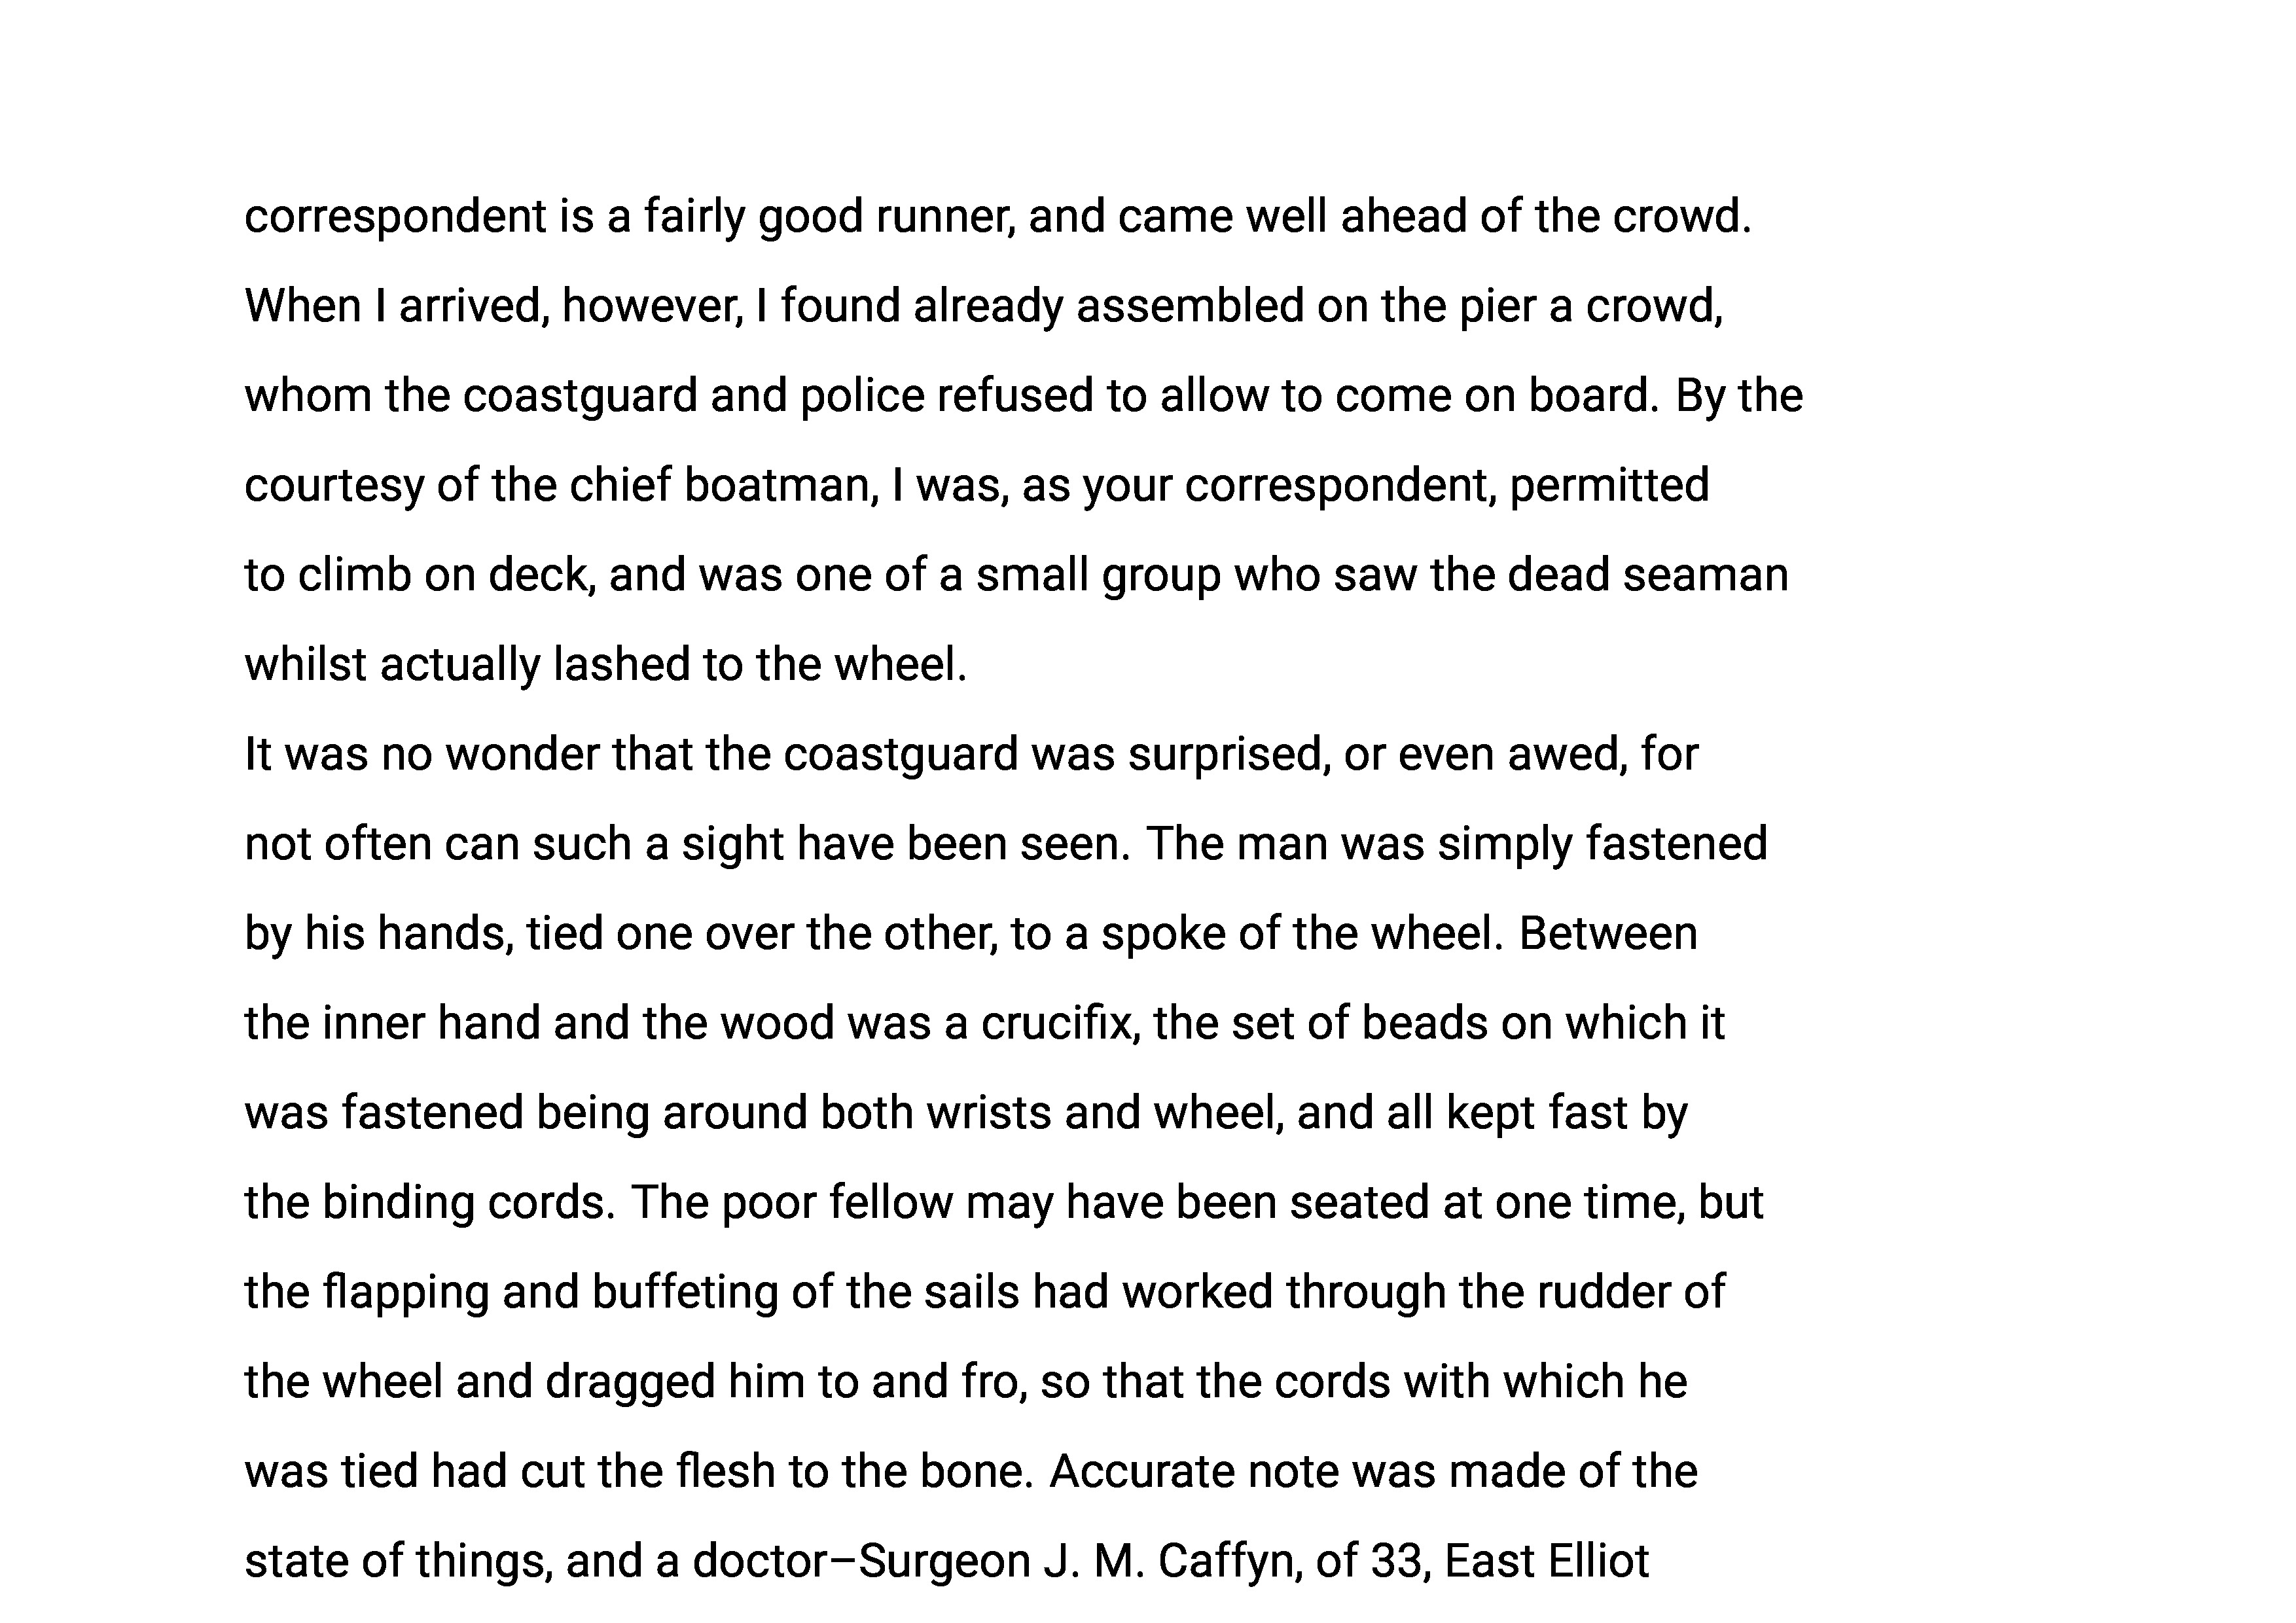 correspondent is a fairly good runner, and came well ahead of the crowd.
When I arrived, however, I found already assembled on the pier a crowd,
whom the coastguard and police refused to allow to come on board. By the
courtesy of the chief boatman, I was, as your correspondent, permitted
to climb on deck, and was one of a small group who saw the dead seaman
whilst actually lashed to the wheel.
It was no wonder that the coastguard was surprised, or even awed, for
not often can such a sight have been seen. The man was simply fastened
by his hands, tied one over the other, to a spoke of the wheel. Between
the inner hand and the wood was a crucifix, the set of beads on which it
was fastened being around both wrists and wheel, and all kept fast by
the binding cords. The poor fellow may have been seated at one time, but
the flapping and buffeting of the sails had worked through the rudder of
the wheel and dragged him to and fro, so that the cords with which he
was tied had cut the flesh to the bone. Accurate note was made of the
state of things, and a doctor–Surgeon J. M. Caffyn, of 33, East Elliot